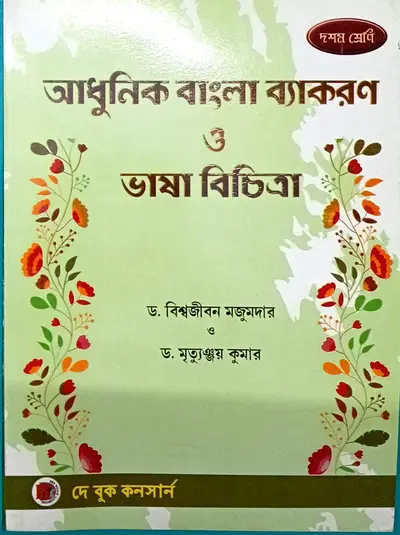 দশম শ্রেণি
আধুনিক বাংলা ব্যাকরণ
ও
ভাষা বিচিত্রা
ড. বিশ্বজীবন মজুমদার
ও
ড. মৃত্যুঞ্জয় কুমার
দে বুক কনসার্ন